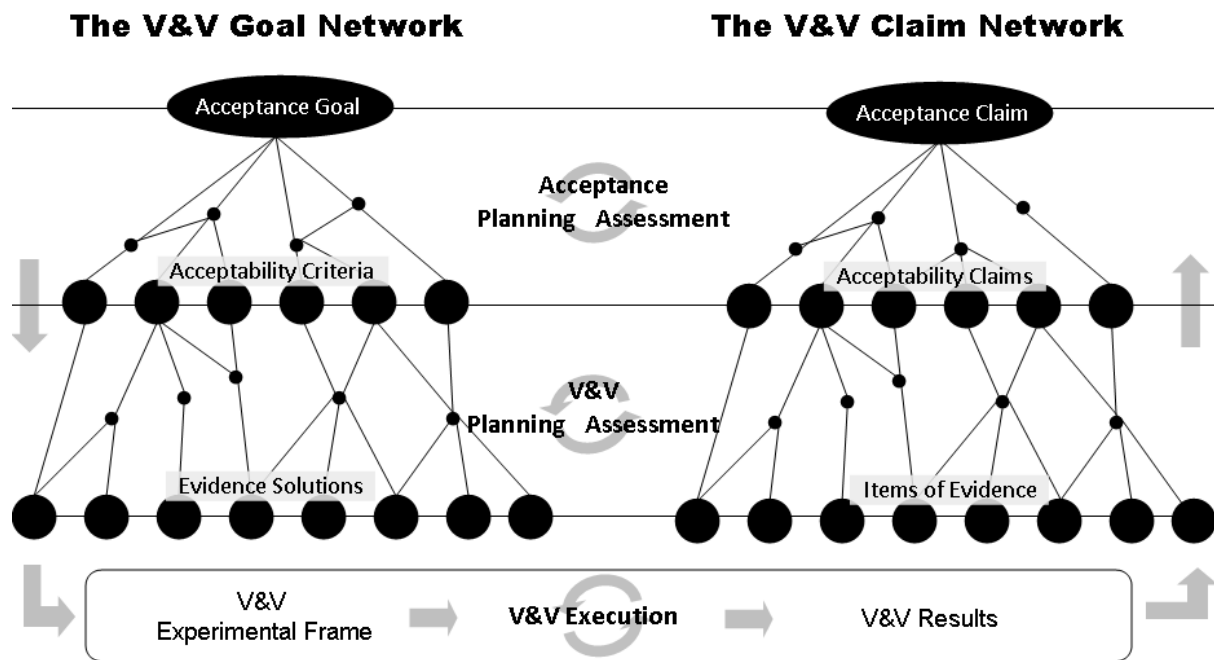 The V&V Goal Network
The V&V Claim Network
Acceptance Goal
Acceptance Claim
Acceptance
Planning Assessment
Acceptability Criteria
Acceptability Claims
V&V
Planning Assessment
Evidence Solutions
Items of Evidence
V&V
Experimental Frame
V&V Execution
V&V Results